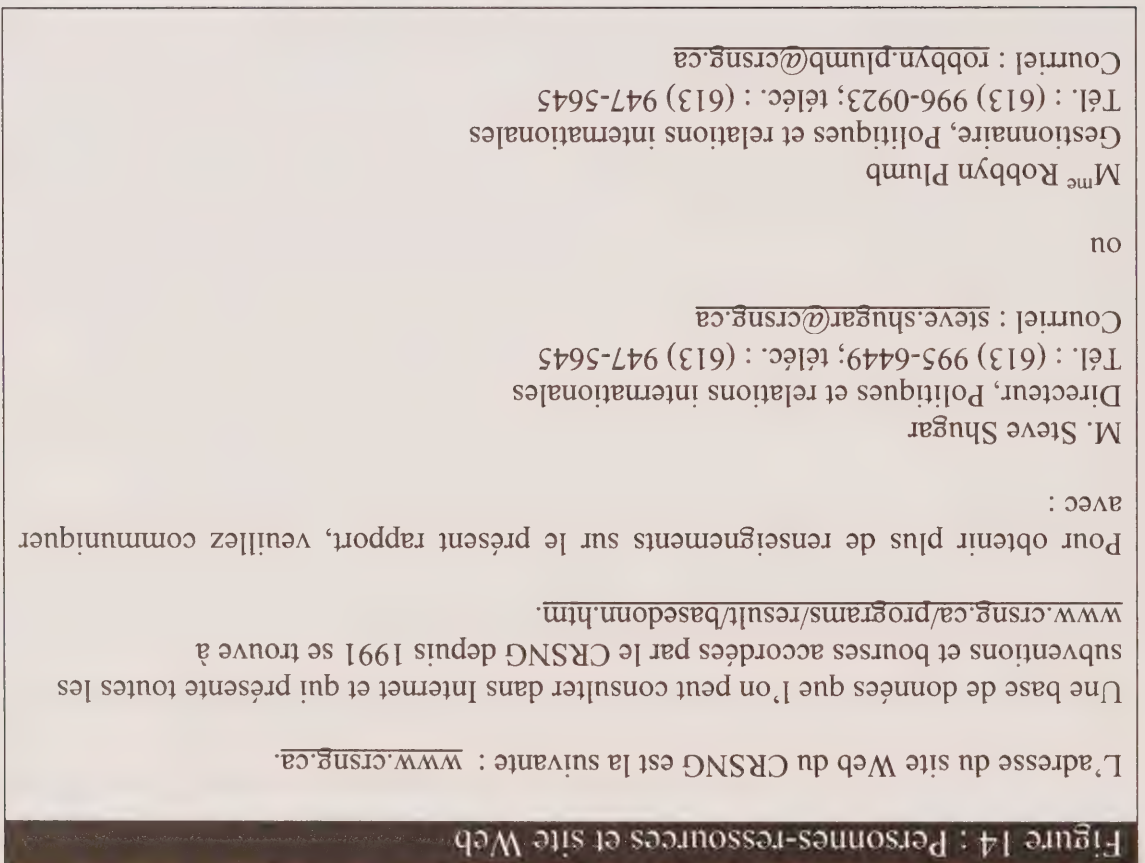 Figure 14 : Personnes-ressources et site Web
L'adresse du site Web du CRSNG est la suivante : www.crsng.ca.
Une base de données que l'on peut consulter dans Internet et qui présente toutes les
subventions et bourses accordées par le CRSNG depuis 1991 se trouve à
www.crsng.ca/programs/result/basedonn.htm.
Pour obtenir plus de renseignements sur le présent rapport, veuillez communiquer
avec :
M. Steve Shugar
Directeur, Politiques et relations internationales
Tél. : (613) 995-6449; téléc. : (613) 947-5645
Courriel : steve.shugar@crsng.ca
ou
Mme Robbyn Plumb
Gestionnaire, Politiques et relations internationales
Tél. : (613) 996-0923; téléc. : (613) 947-5645
Courriel : robbyn.plumb@crsng.ca